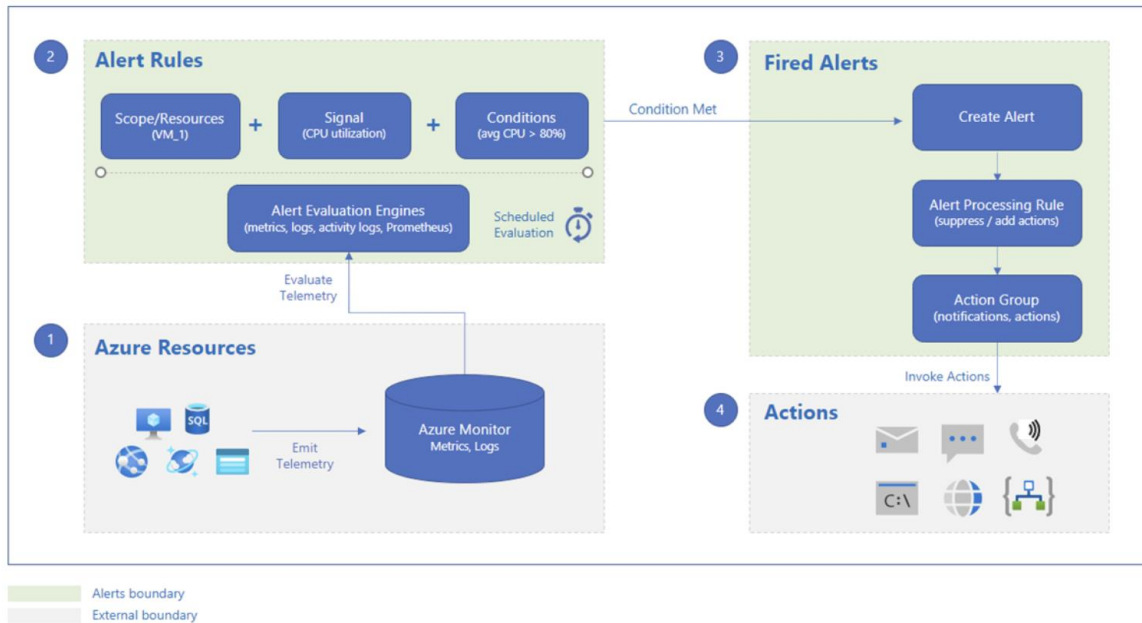 2
Alert Rules
Scope/Resources
(VM_1)
+
Signal
(CPU utilization)
+
Conditions
(avg CPU > 80%)
Alert Evaluation Engines
(metrics, logs, activity logs, Prometheus)
Scheduled
Evaluation
Condition Met
3
Fired Alerts
Create Alert
Alert Processing Rule
(suppress / add actions)
Action Group
(notifications, actions)
Evaluate
Telemetry
1
Azure Resources
SQL
Emit
Telemetry
Azure Monitor
Metrics, Logs
Invoke Actions
4
Actions
C:\
Alerts boundary
External boundary